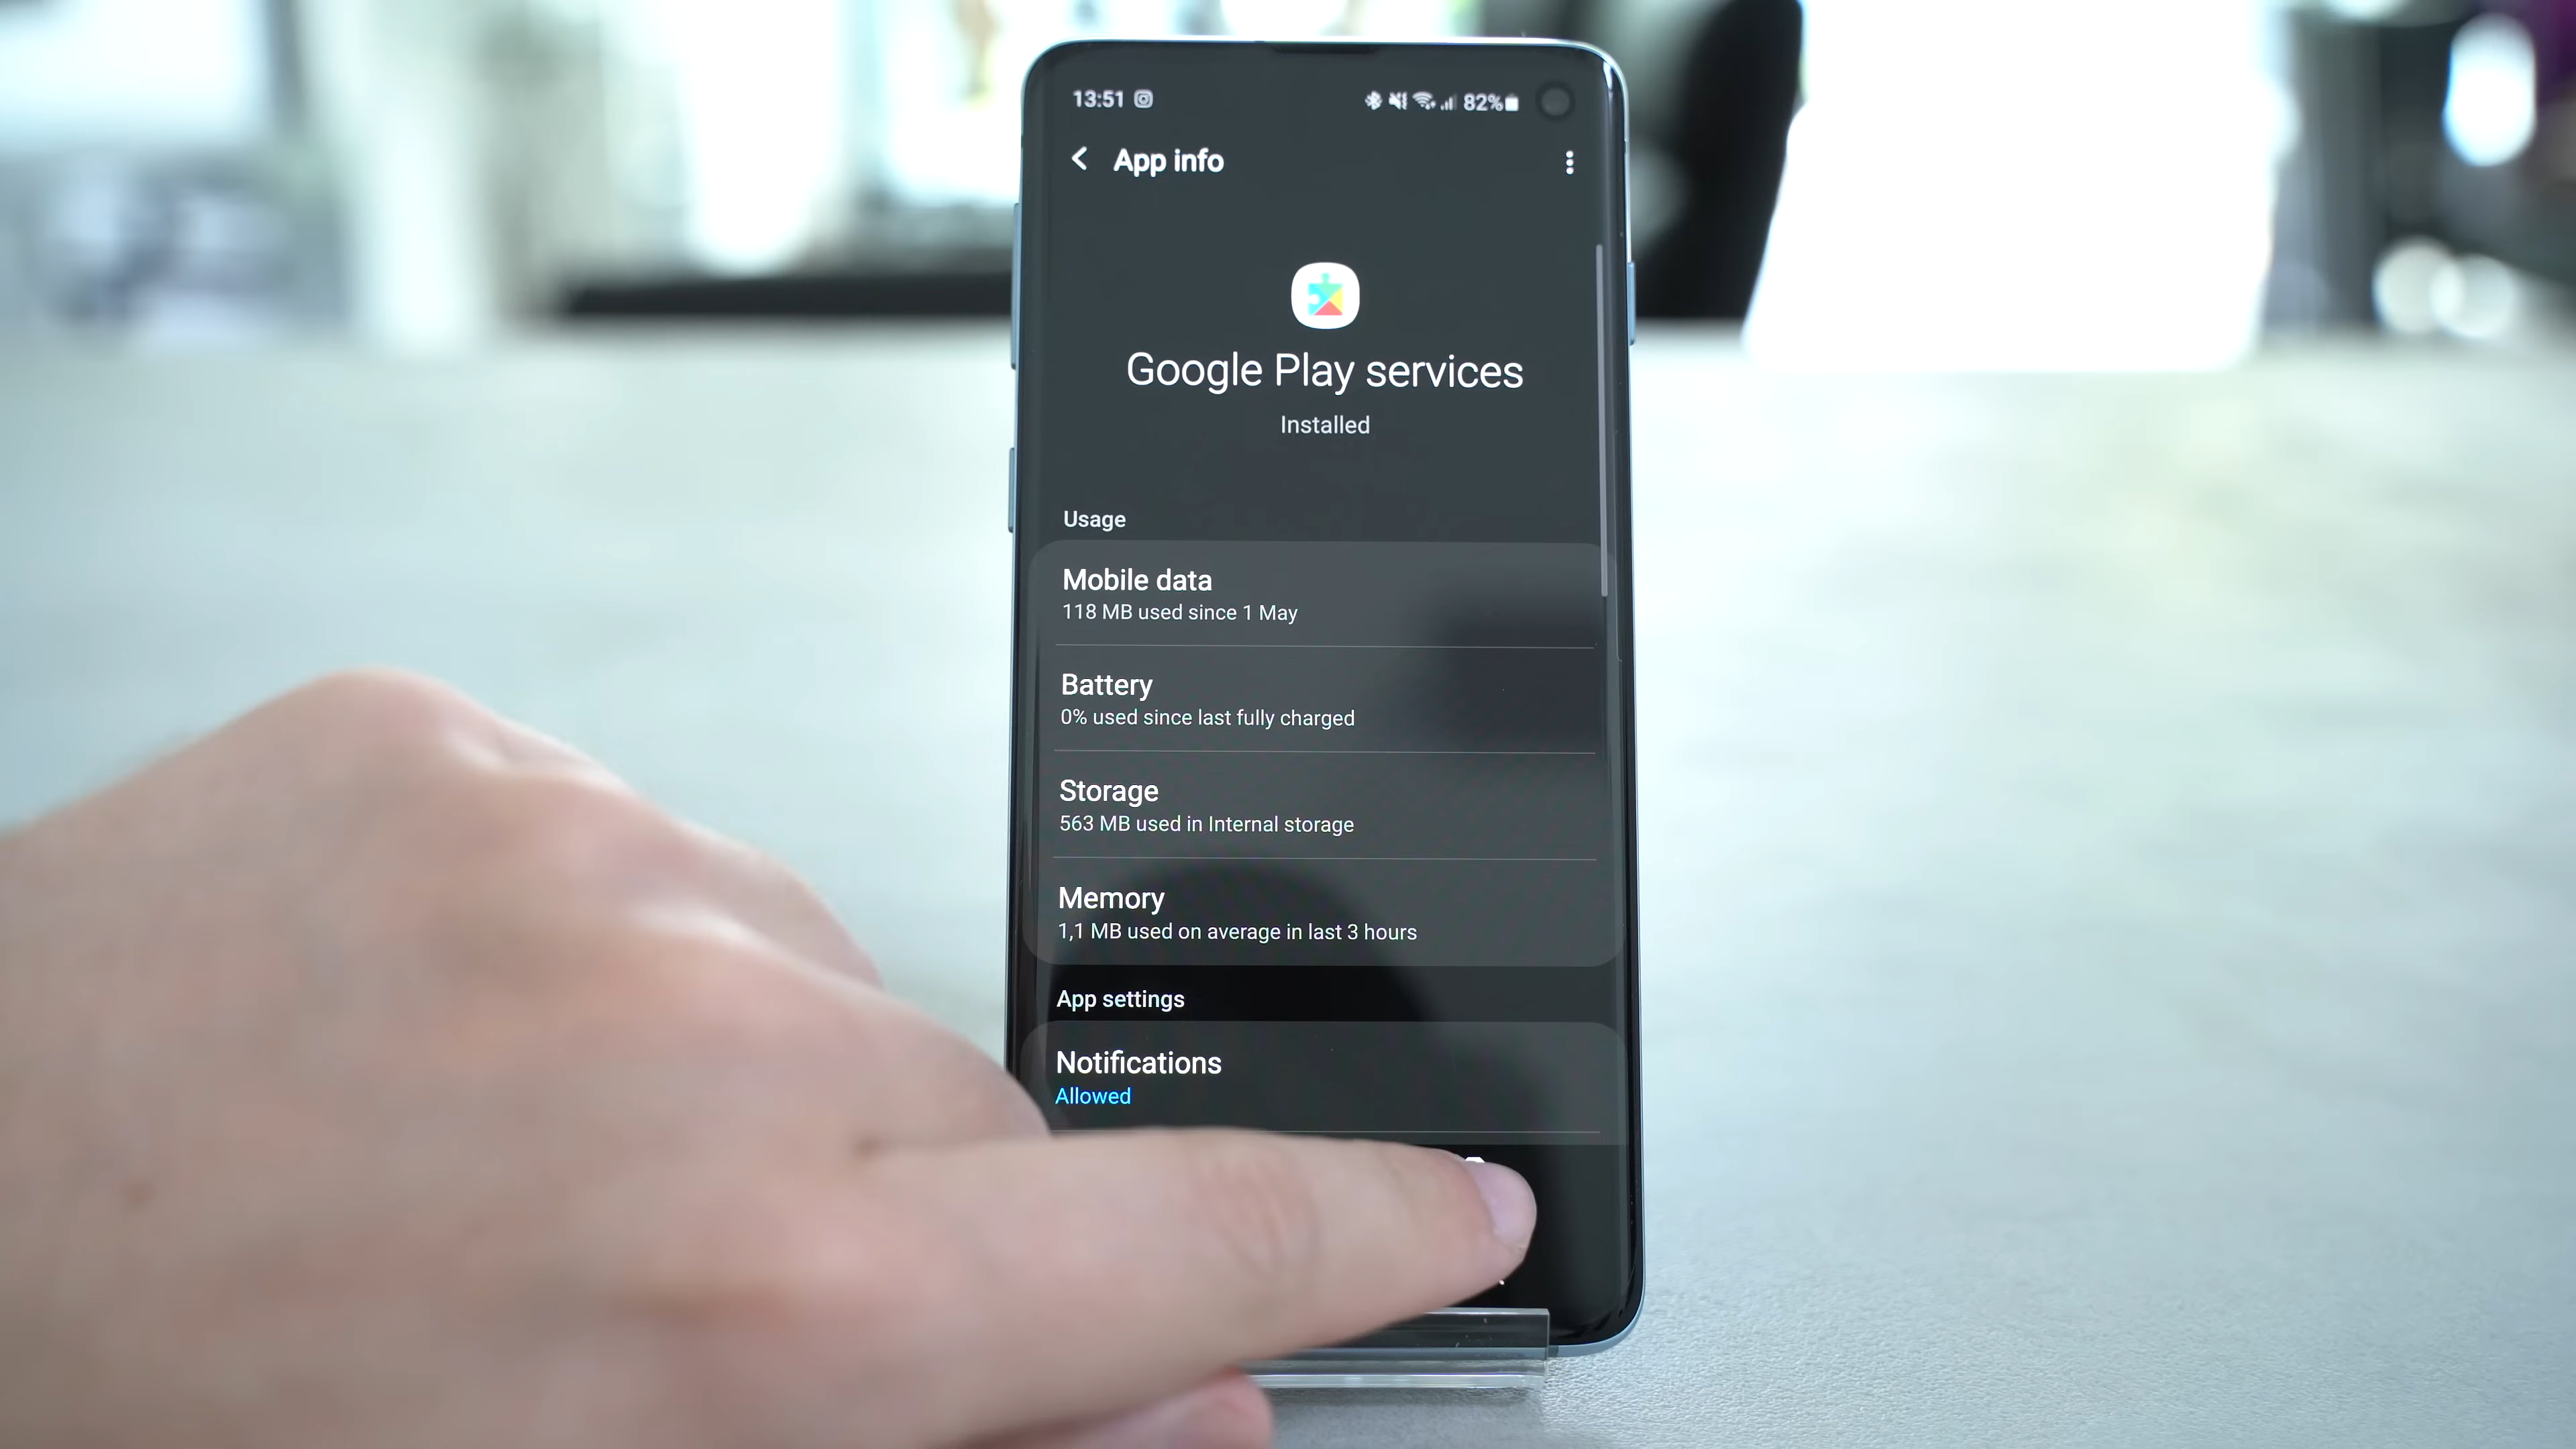 13:51
82%
App info
Google Play services
Installed
Usage
Mobile data
118 MB used since 1 May
Battery
0% used since last fully charged
Storage
563 MB used in Internal storage
Memory
1,1 MB used on average in last 3 hours
App settings
Notifications
Allowed